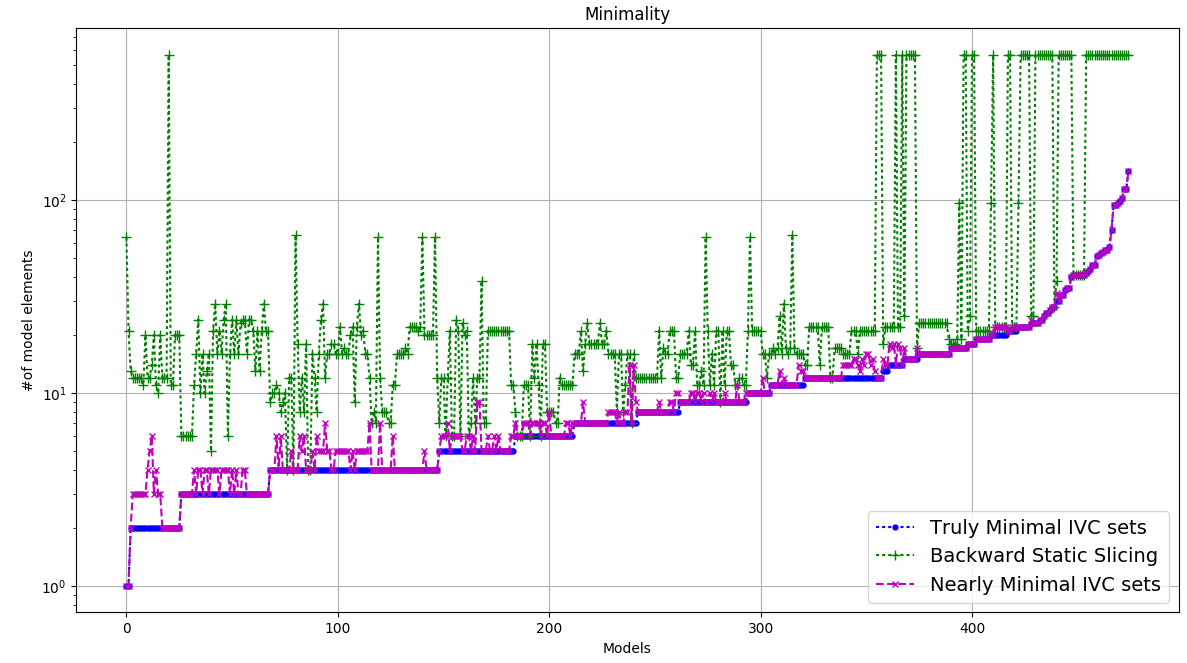 Minimality
#of model elements
10²
10¹
10⁰
0 100 200 300 400
Models
Truly Minimal IVC sets
Backward Static Slicing
Nearly Minimal IVC sets